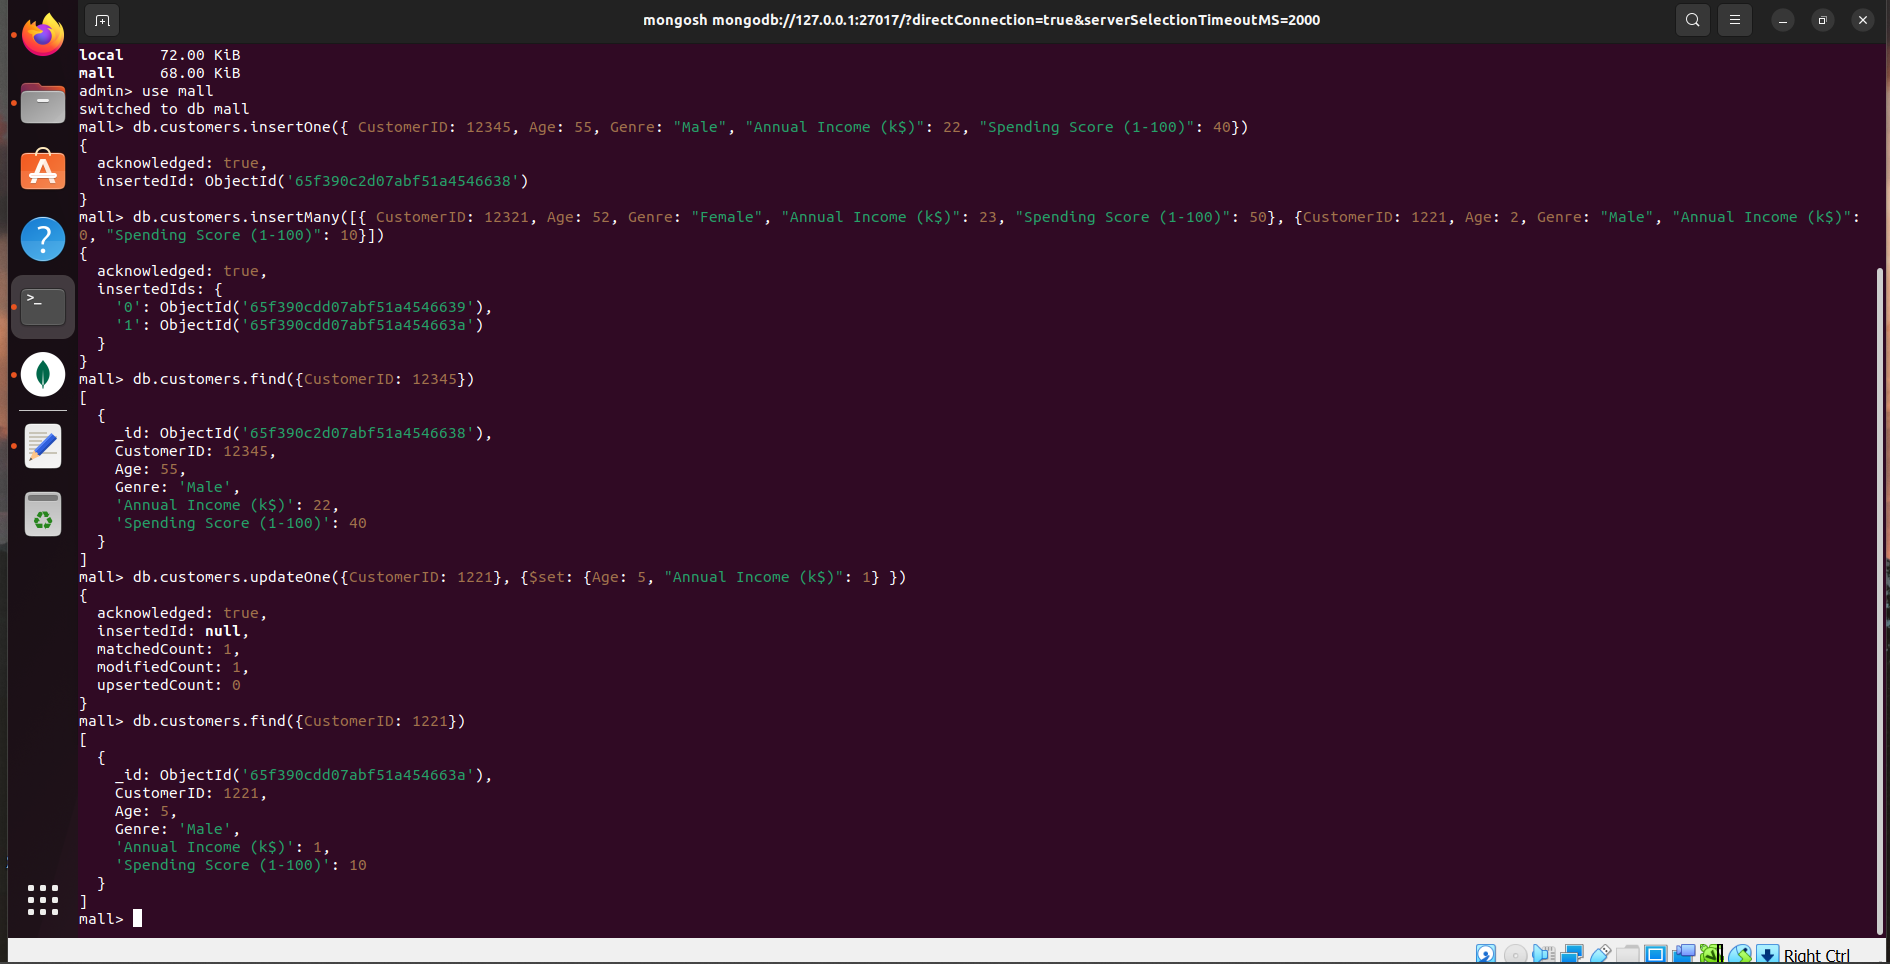 mongosh mongodb://127.0.0.1:27017/?directConnection=true&serverSelectionTimeoutMS=2000
local    72.00 KiB
mall     68.00 KiB
admin> use mall
switched to db mall
mall> db.customers.insertOne({ CustomerID: 12345, Age: 55, Genre: "Male", "Annual Income (k$)": 22, "Spending Score (1-100)": 40})
{
  acknowledged: true,
  insertedId: ObjectId('65f390c2d07abf51a4546638')
}
mall> db.customers.insertMany([{ CustomerID: 12321, Age: 52, Genre: "Female", "Annual Income (k$)": 23, "Spending Score (1-100)": 50}, {CustomerID: 1221, Age: 2, Genre: "Male", "Annual Income (k$)":
0, "Spending Score (1-100)": 10}])
{
  acknowledged: true,
  insertedIds: {
    '0': ObjectId('65f390cdd07abf51a4546639'),
    '1': ObjectId('65f390cdd07abf51a454663a')
  }
}
mall> db.customers.find({CustomerID: 12345})
[
  {
    _id: ObjectId('65f390c2d07abf51a4546638'),
    CustomerID: 12345,
    Age: 55,
    Genre: 'Male',
    'Annual Income (k$)': 22,
    'Spending Score (1-100)': 40
  }
]
mall> db.customers.updateOne({CustomerID: 1221}, {$set: {Age: 5, "Annual Income (k$)": 1} })
{
  acknowledged: true,
  insertedId: null,
  matchedCount: 1,
  modifiedCount: 1,
  upsertedCount: 0
}
mall> db.customers.find({CustomerID: 1221})
[
  {
    _id: ObjectId('65f390cdd07abf51a454663a'),
    CustomerID: 1221,
    Age: 5,
    Genre: 'Male',
    'Annual Income (k$)': 1,
    'Spending Score (1-100)': 10
  }
]
mall>
Right Ctrl